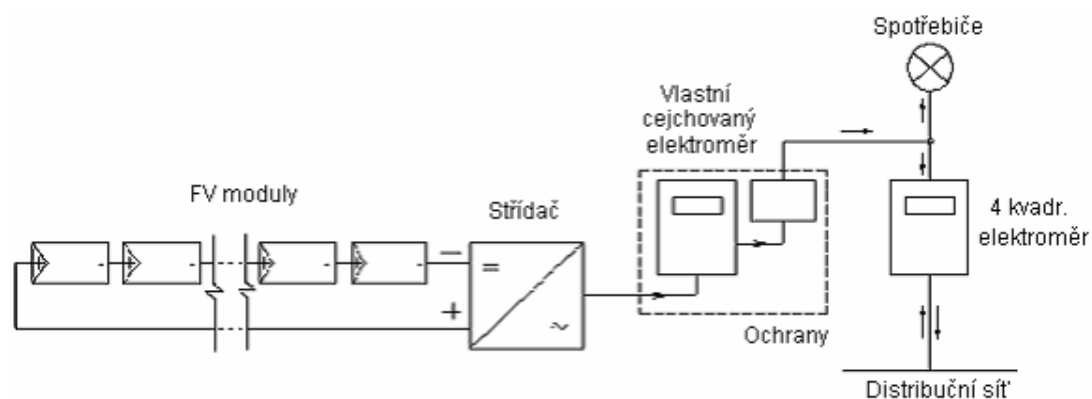 Spotřebiče
Vlastní
cejchovaný
elektroměr
FV moduly
Střídač
4 kvadr.
elektroměr
+ - + - + - + - − =
+ ~
Ochrany
Distribuční síť